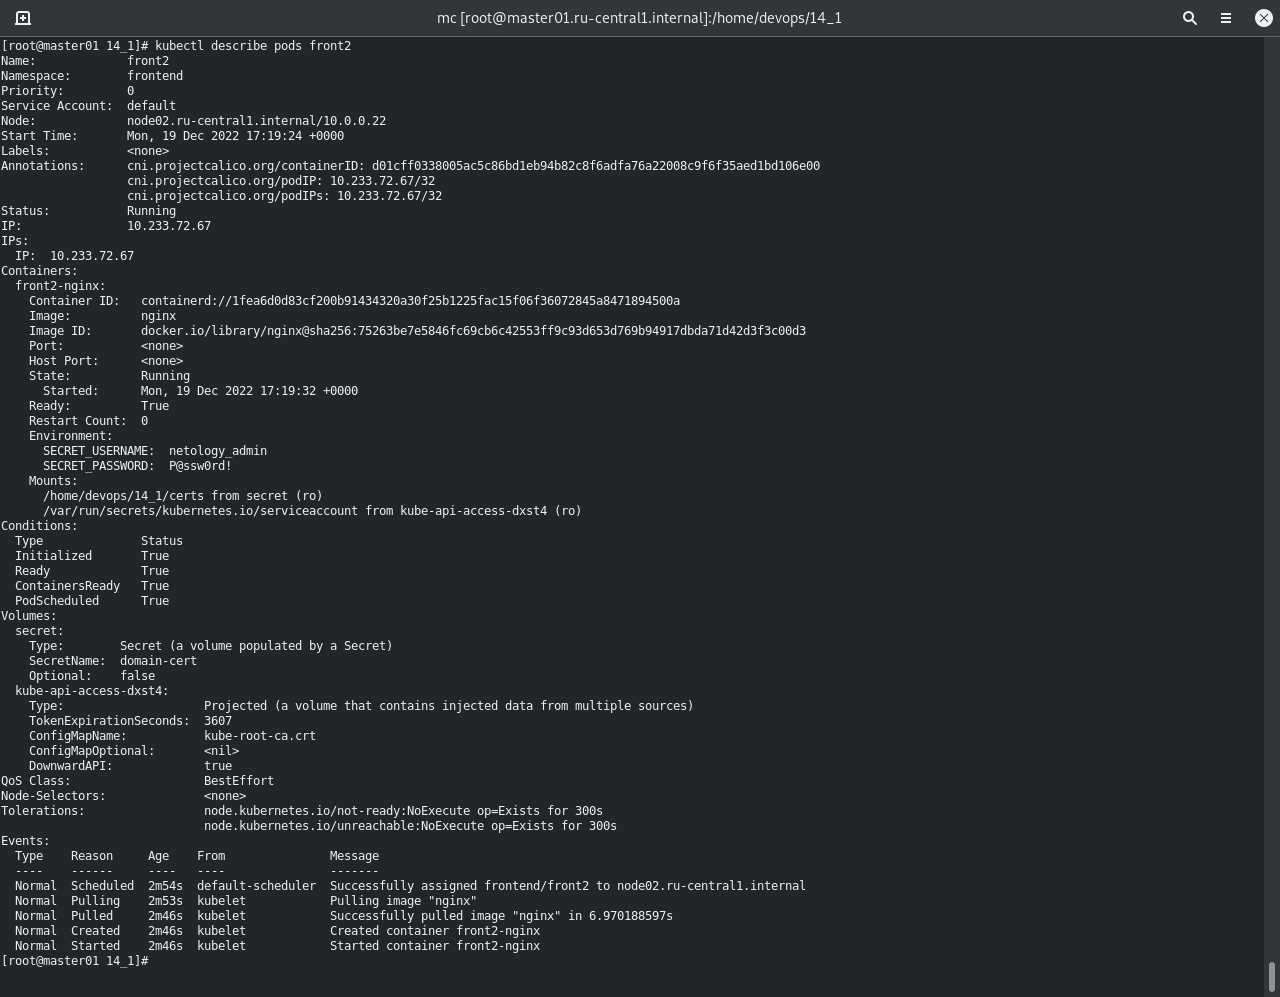 mc [root@master01.ru-central1.internal]:/home/devops/14_1
[root@master01 14_1]# kubectl describe pods front2
Name:             front2
Namespace:        frontend
Priority:         0
Service Account:  default
Node:             node02.ru-central1.internal/10.0.0.22
Start Time:       Mon, 19 Dec 2022 17:19:24 +0000
Labels:           <none>
Annotations:      cni.projectcalico.org/containerID: d01cff0338005ac5c86bd1eb94b82c8f6adfa76a22008c9f6f35aed1bd106e00
                  cni.projectcalico.org/podIP: 10.233.72.67/32
                  cni.projectcalico.org/podIPs: 10.233.72.67/32
Status:           Running
IP:               10.233.72.67
IPs:
  IP:  10.233.72.67
Containers:
  front2-nginx:
    Container ID:   containerd://1fea6d0d83cf200b91434320a30f25b1225fac15f06f36072845a8471894500a
    Image:          nginx
    Image ID:       docker.io/library/nginx@sha256:75263be7e5846fc69cb6c42553ff9c93d653d769b94917dbda71d42d3f3c00d3
    Port:           <none>
    Host Port:      <none>
    State:          Running
      Started:      Mon, 19 Dec 2022 17:19:32 +0000
    Ready:          True
    Restart Count:  0
    Environment:
      SECRET_USERNAME:  netology_admin
      SECRET_PASSWORD:  P@ssw0rd!
    Mounts:
      /home/devops/14_1/certs from secret (ro)
      /var/run/secrets/kubernetes.io/serviceaccount from kube-api-access-dxst4 (ro)
Conditions:
  Type              Status
  Initialized       True
  Ready             True
  ContainersReady   True
  PodScheduled      True
Volumes:
  secret:
    Type:        Secret (a volume populated by a Secret)
    SecretName:  domain-cert
    Optional:    false
  kube-api-access-dxst4:
    Type:                    Projected (a volume that contains injected data from multiple sources)
    TokenExpirationSeconds:  3607
    ConfigMapName:           kube-root-ca.crt
    ConfigMapOptional:       <nil>
    DownwardAPI:             true
QoS Class:                   BestEffort
Node-Selectors:              <none>
Tolerations:                 node.kubernetes.io/not-ready:NoExecute op=Exists for 300s
                             node.kubernetes.io/unreachable:NoExecute op=Exists for 300s
Events:
  Type    Reason     Age    From               Message
  ----    ------     ----   ----               -------
  Normal  Scheduled  2m54s  default-scheduler  Successfully assigned frontend/front2 to node02.ru-central1.internal
  Normal  Pulling    2m53s  kubelet            Pulling image "nginx"
  Normal  Pulled     2m46s  kubelet            Successfully pulled image "nginx" in 6.970188597s
  Normal  Created    2m46s  kubelet            Created container front2-nginx
  Normal  Started    2m46s  kubelet            Started container front2-nginx
[root@master01 14_1]#